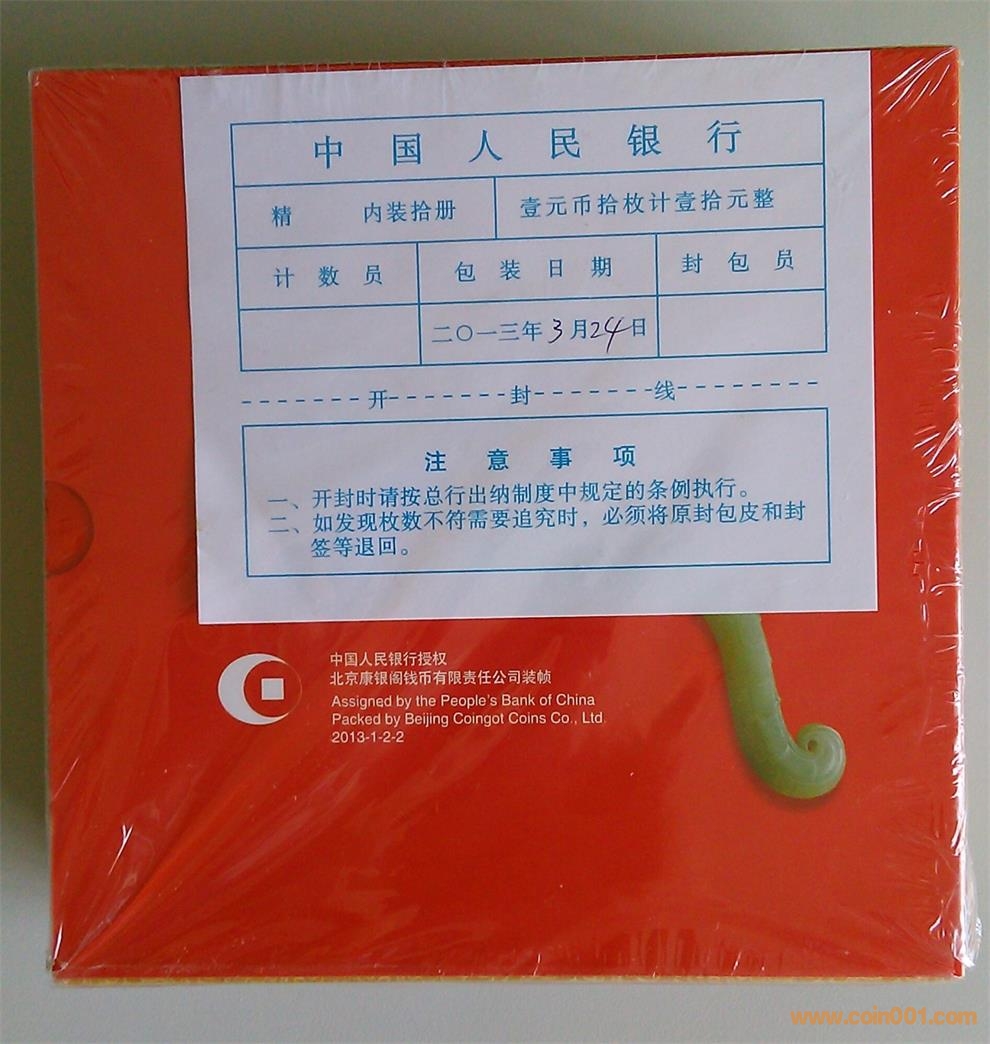 中国人民银行
精 内装拾册 壹元币拾枚计壹拾元整
计数员 包装日期 封包员
二〇一三年3月24日
开 封 线
注意事项
一、开封时请按总行出纳制度中规定的条例执行。
二、如发现枚数不符需要追究时，必须将原封包皮和封
签等退回。
中国人民银行授权
北京康银阁钱币有限责任公司装帧
Assigned by the People's Bank of China
Packed by Beijing Coingot Coins Co., Ltd.
2013-1-2-2
www.coin001.com